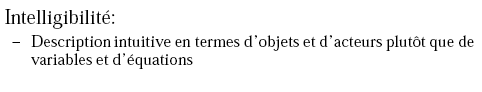 Intelligibilité:
– Description intuitive en termes d'objets et d'acteurs plutôt que de
variables et d'équations